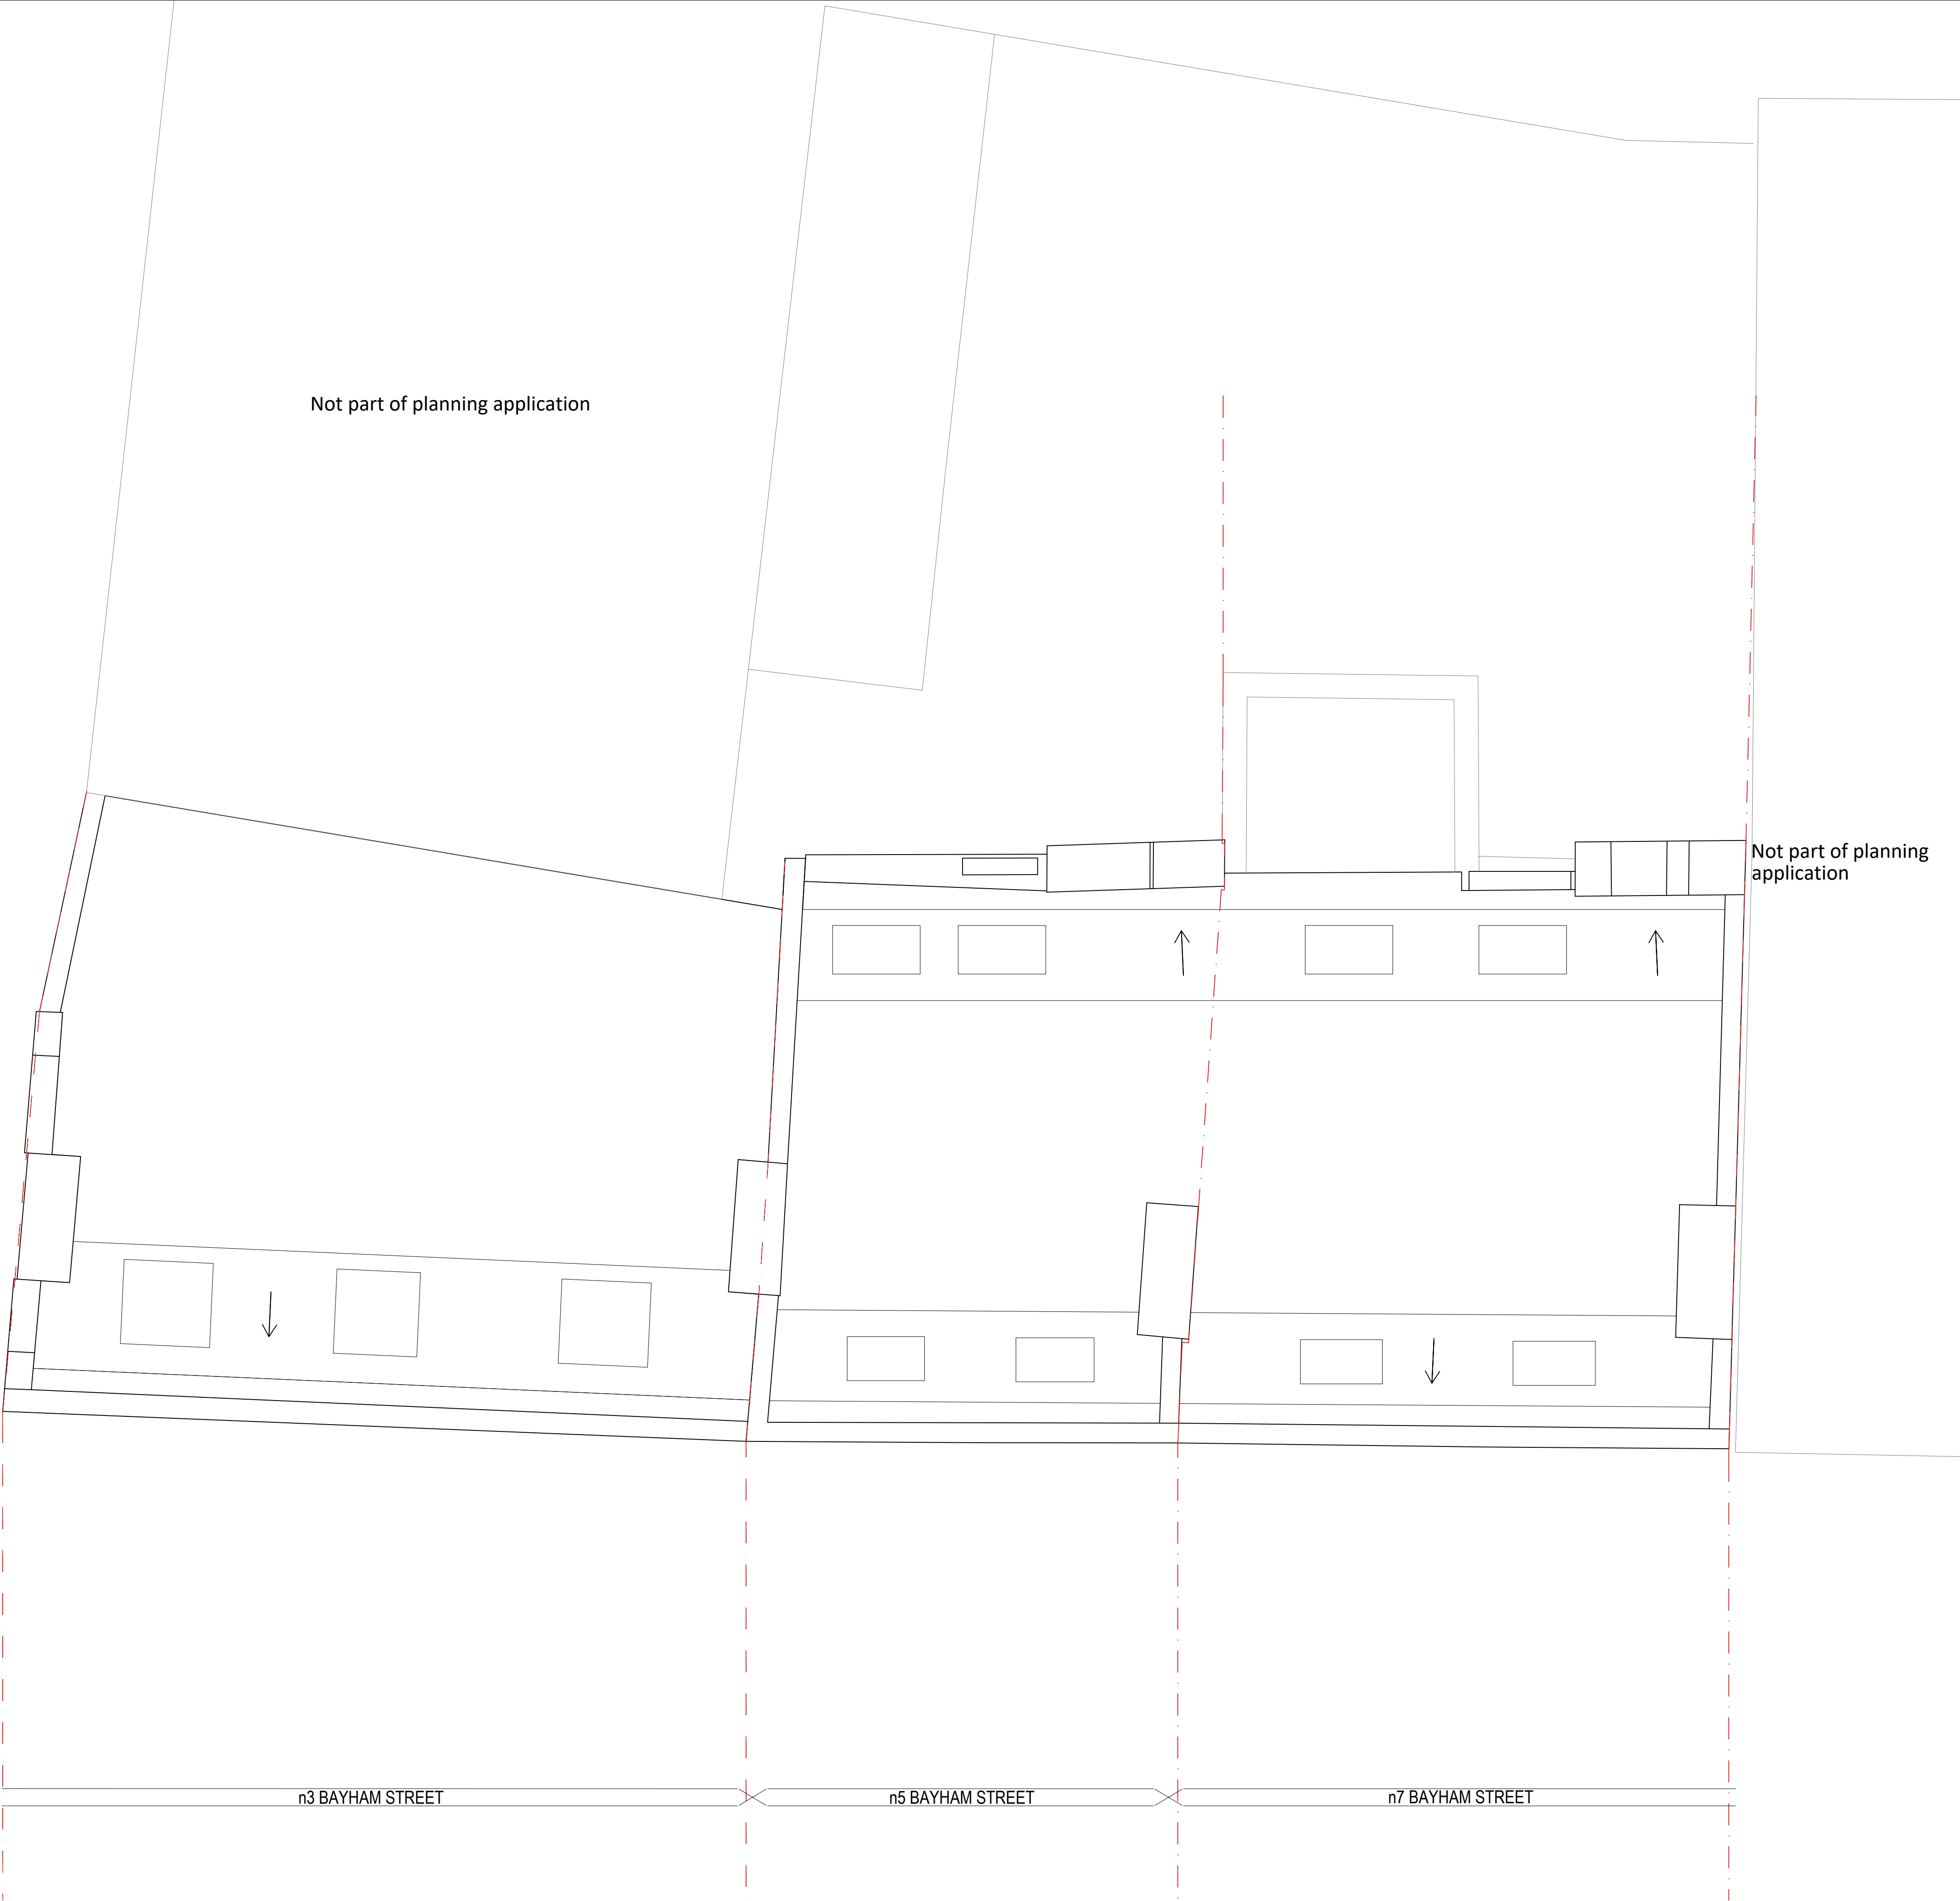 Not part of planning application
Not part of planning
application
n3 BAYHAM STREET
n5 BAYHAM STREET
n7 BAYHAM STREET